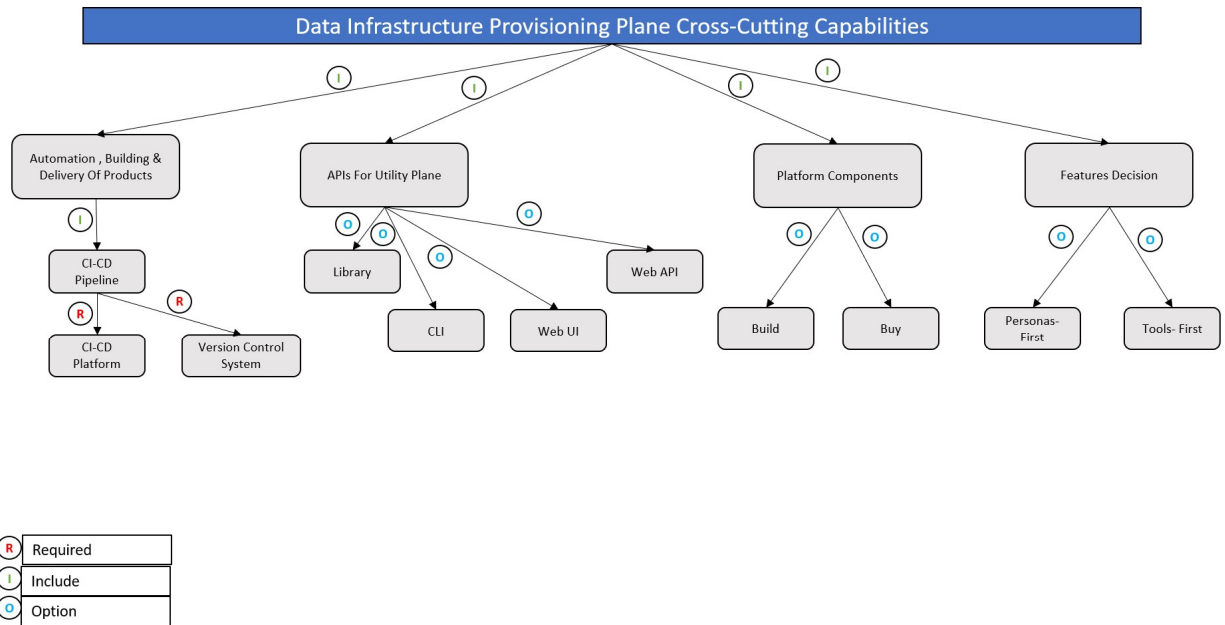 Data Infrastructure Provisioning Plane Cross-Cutting Capabilities
I
I
I
I
Automation , Building &
Delivery Of Products
APIs For Utility Plane
Platform Components
Features Decision
I
O
O
O
O
O
O
O
O
CI-CD
Pipeline
Library
Web API
R
R
CLI
Web UI
Build
Buy
Personas-
First
Tools- First
CI-CD
Platform
Version Control
System
R Required
I Include
O Option